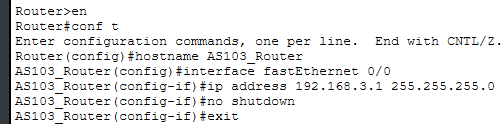 Router>en
Router#conf t
Enter configuration commands, one per line.  End with CNTL/Z.
Router(config)#hostname AS103_Router
AS103_Router(config)#interface fastEthernet 0/0
AS103_Router(config-if)#ip address 192.168.3.1 255.255.255.0
AS103_Router(config-if)#no shutdown
AS103_Router(config-if)#exit